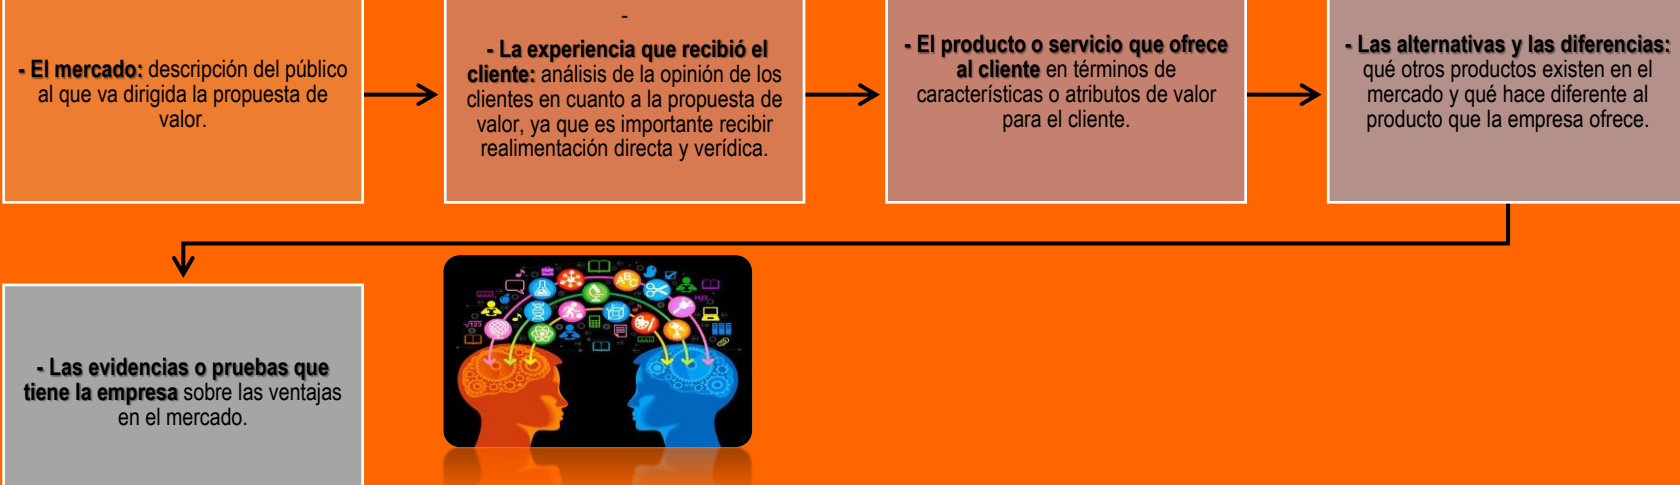 - El mercado: descripción del público
al que va dirigida la propuesta de
valor.
-
- La experiencia que recibió el
cliente: análisis de la opinión de los
clientes en cuanto a la propuesta de
valor, ya que es importante recibir
realimentación directa y verídica.
- El producto o servicio que ofrece
al cliente en términos de
características o atributos de valor
para el cliente.
- Las alternativas y las diferencias:
qué otros productos existen en el
mercado y qué hace diferente al
producto que la empresa ofrece.
- Las evidencias o pruebas que
tiene la empresa sobre las ventajas
en el mercado.